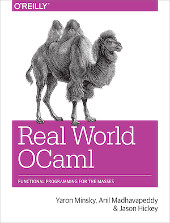 O'REILLY®
Real World
OCaml
FUNCTIONAL PROGRAMMING FOR THE MASSES
Yaron Minsky, Anil Madhavapeddy
& Jason Hickey